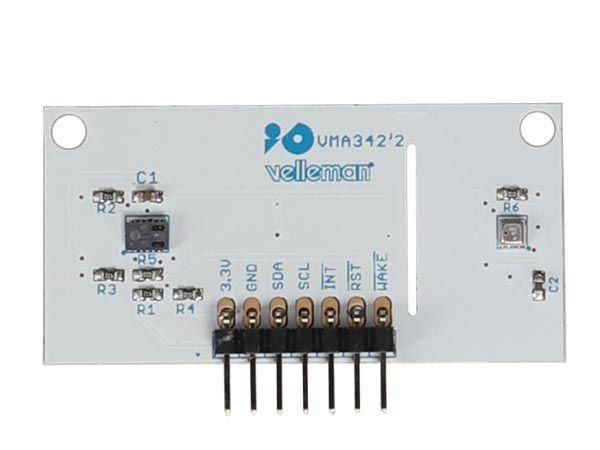 VMA342'2
velleman®
C1
R2
R6
R5
R3
R1
R4
C2
3.3V
GND
SDA
SCL
INT
RST
WAKE